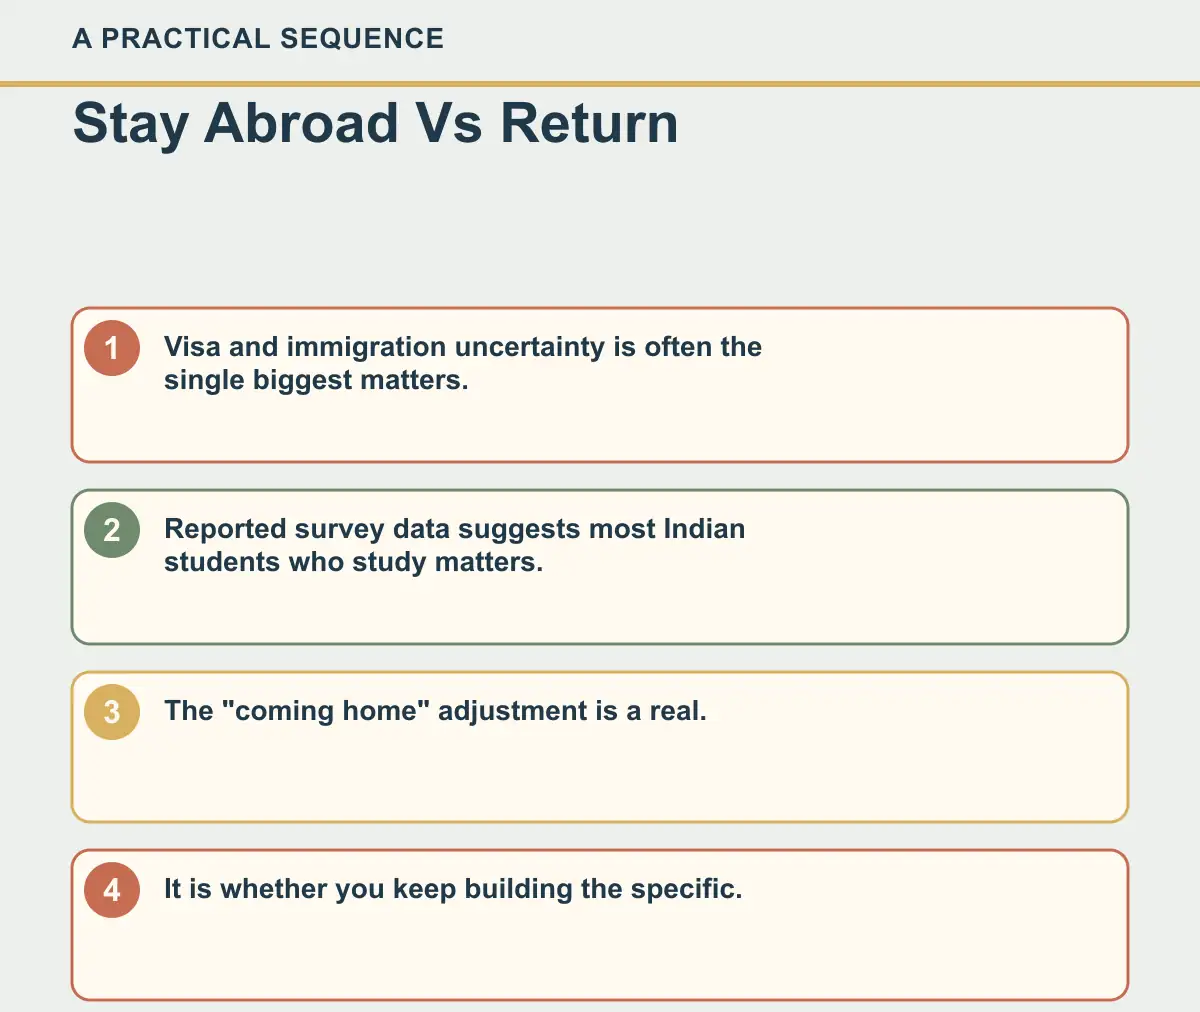 A PRACTICAL SEQUENCE
Stay Abroad Vs Return
1
Visa and immigration uncertainty is often the
single biggest matters.
2
Reported survey data suggests most Indian
students who study matters.
3
The "coming home" adjustment is a real.
4
It is whether you keep building the specific.